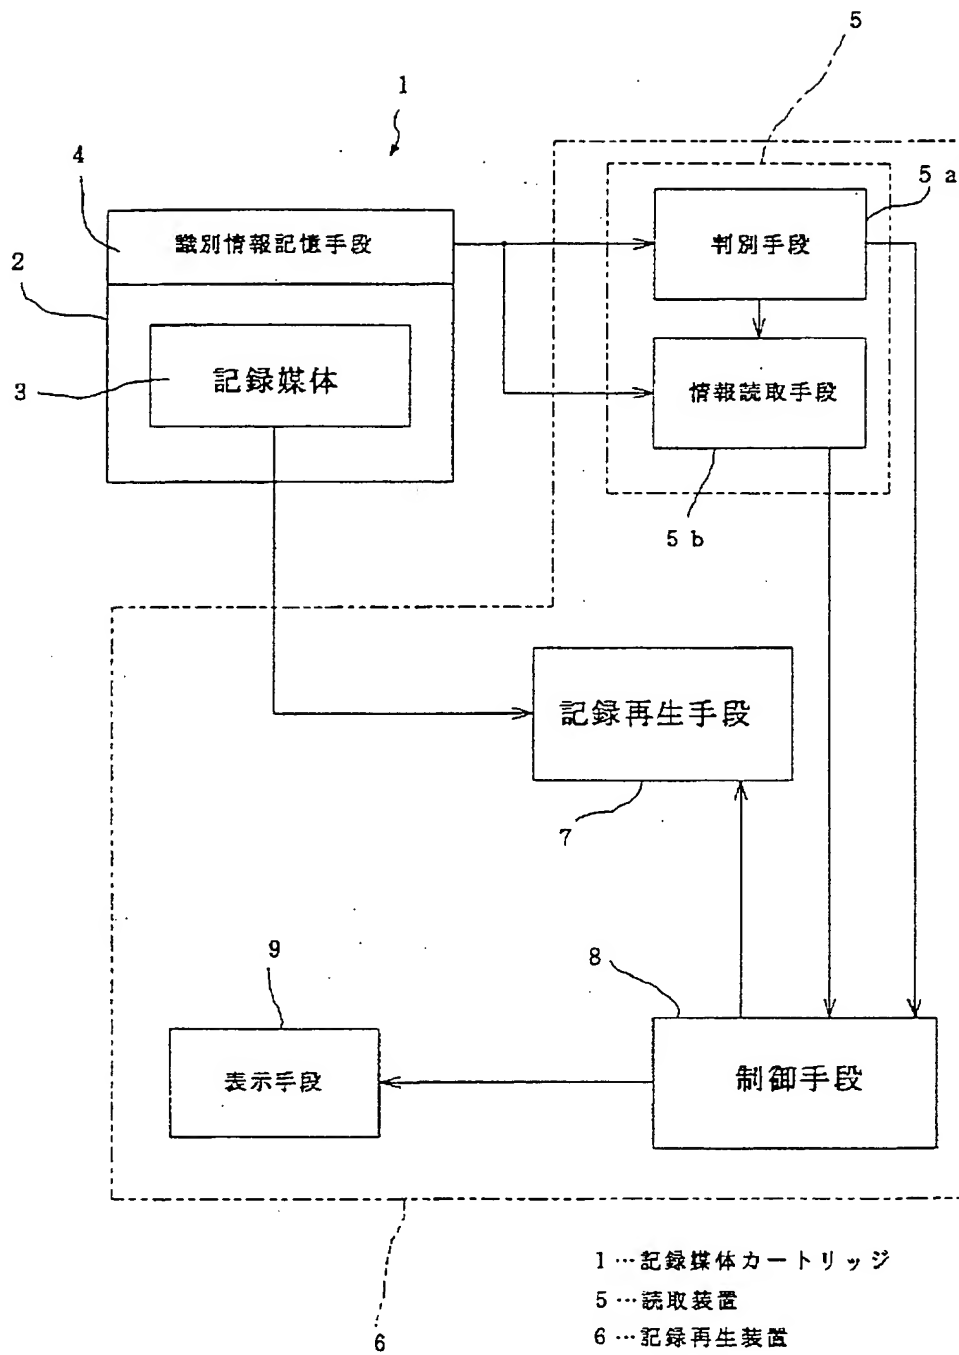 5
1
4
5 a
識別情報記憶手段
判別手段
2
3
記録媒体
情報読取手段
5 b
記録再生手段
7
9
8
表示手段
制御手段
6
1…記録媒体カートリッジ
5…読取装置
6…記録再生装置